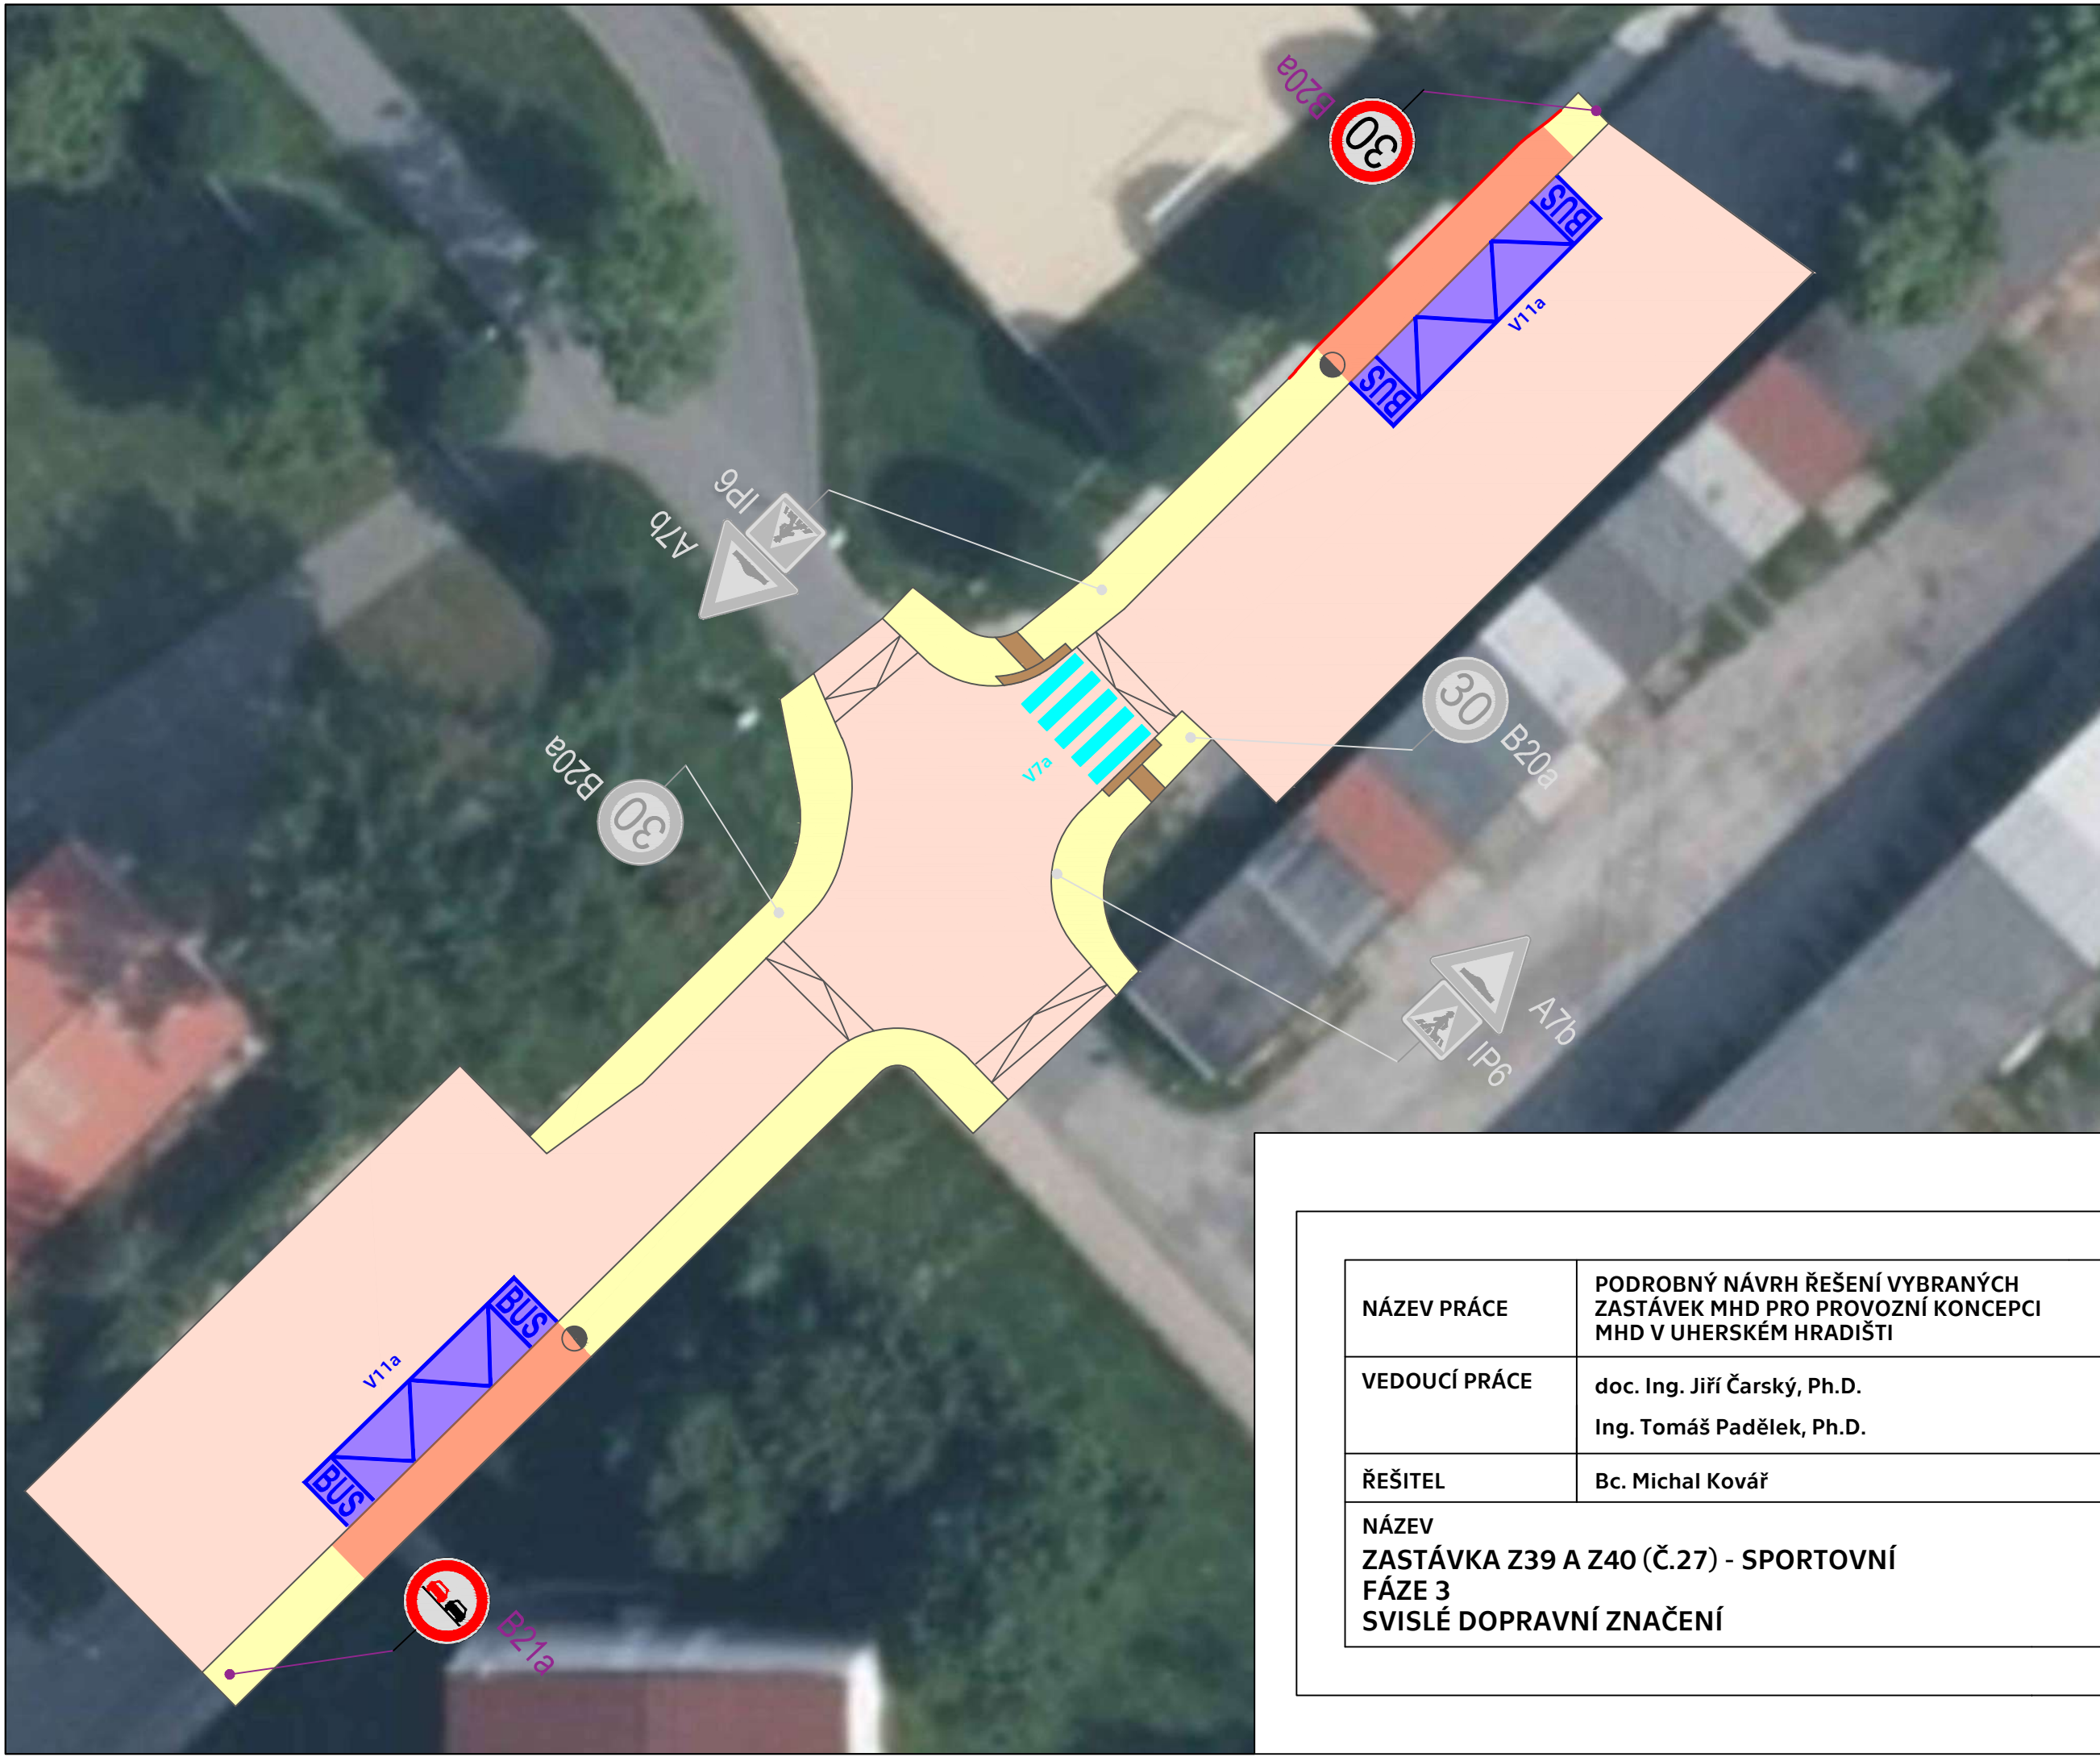 B20a
30
BUS
V11a
BUS
IP6
A7b
30
B20a
V7a
B20a
30
A7b
IP6
BUS
V11a
BUS
B21a
NÁZEV PRÁCE
PODROBNÝ NÁVRH ŘEŠENÍ VYBRANÝCH
ZASTÁVEK MHD PRO PROVOZNÍ KONCEPCI
MHD V UHERSKÉM HRADIŠTI
VEDOUCÍ PRÁCE
doc. Ing. Jiří Čarský, Ph.D.
Ing. Tomáš Padělek, Ph.D.
ŘEŠITEL
Bc. Michal Kovář
NÁZEV
ZASTÁVKA Z39 A Z40 (Č.27) - SPORTOVNÍ
FÁZE 3
SVISLÉ DOPRAVNÍ ZNAČENÍ